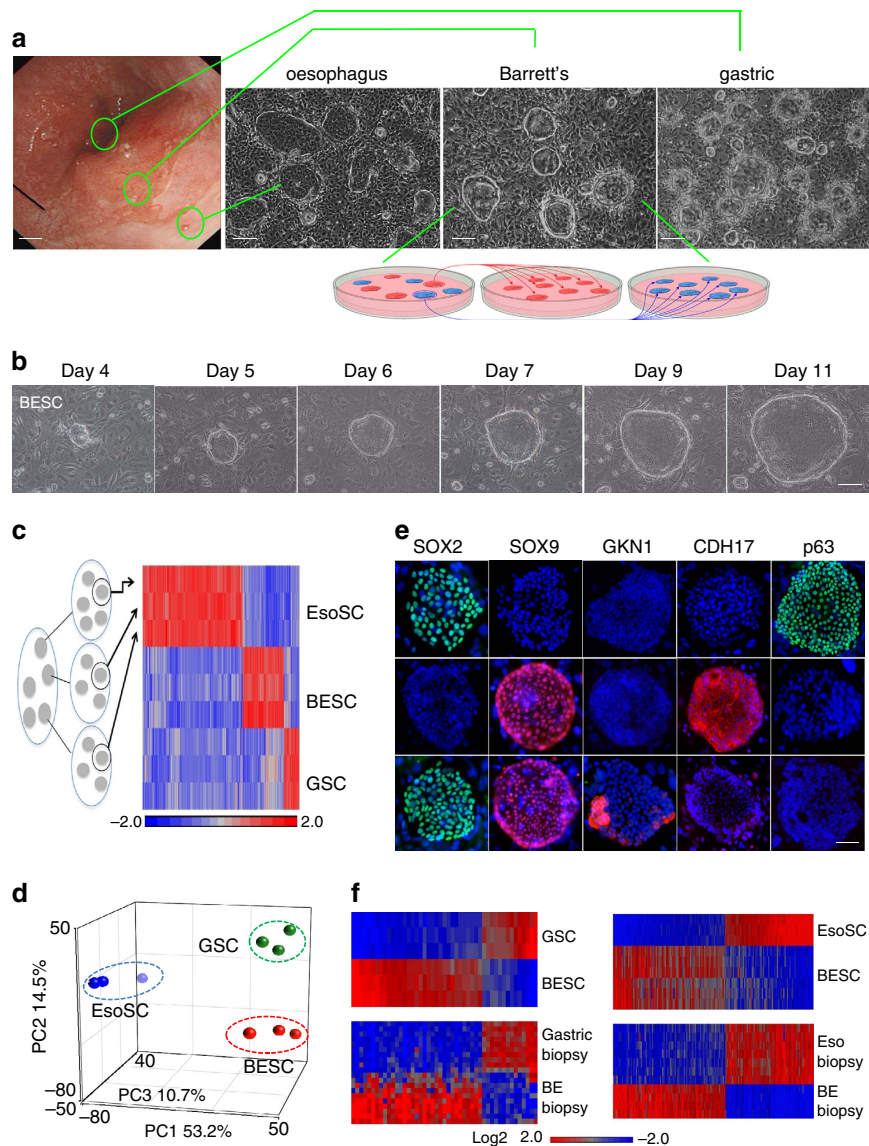 a
oesophagus
Barrett's
gastric
b
Day 4
Day 5
Day 6
Day 7
Day 9
Day 11
BESC
c
EsoSC
BESC
GSC
−2.0
2.0
e
SOX2
SOX9
GKN1
CDH17
p63
d
50
GSC
EsoSC
BESC
PC2 14.5%
40
−80
−50
−80
PC3 10.7%
PC1 53.2%
50
f
GSC
BESC
EsoSC
BESC
Gastric
biopsy
BE
biopsy
Eso
biopsy
BE
biopsy
Log2
2.0
−2.0